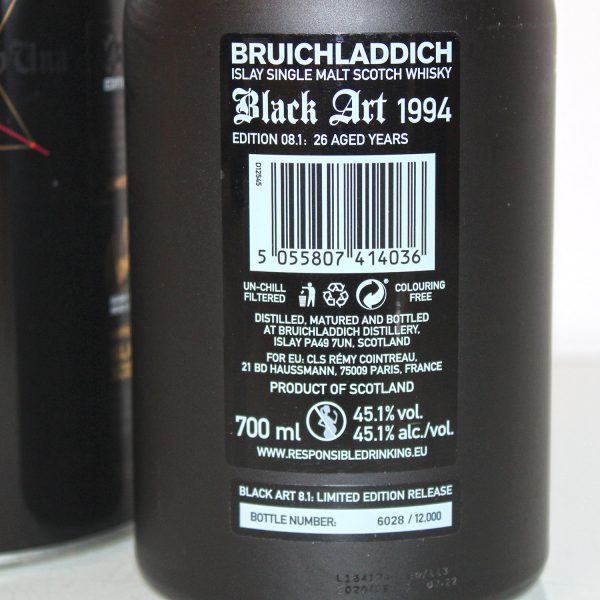 Una
BRUICHLADDICH
ISLAY SINGLE MALT SCOTCH WHISKY
Black Art 1994
EDITION 08.1: 26 AGED YEARS
D12545
5 055807 414036
UN-CHILL
FILTERED
COLOURING
FREE
DISTILLED, MATURED AND BOTTLED
AT BRUICHLADDICH DISTILLERY,
ISLAY PA49 7UN, SCOTLAND
FOR EU: CLS RÉMY COINTREAU,
21 BD HAUSSMANN, 75009 PARIS, FRANCE
PRODUCT OF SCOTLAND
700 ml
45.1% vol.
45.1% alc./vol.
WWW.RESPONSIBLEDRINKING.EU
BLACK ART 8.1: LIMITED EDITION RELEASE
BOTTLE NUMBER: 6028 / 12,000